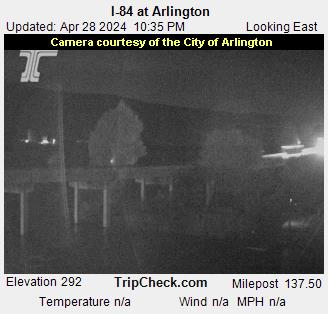 I-84 at Arlington
Updated: Apr 28 2024 10:35 PM Looking East
Camera courtesy of the City of Arlington
Elevation 292 TripCheck.com Milepost 137.50
Temperature n/a Wind n/a MPH n/a